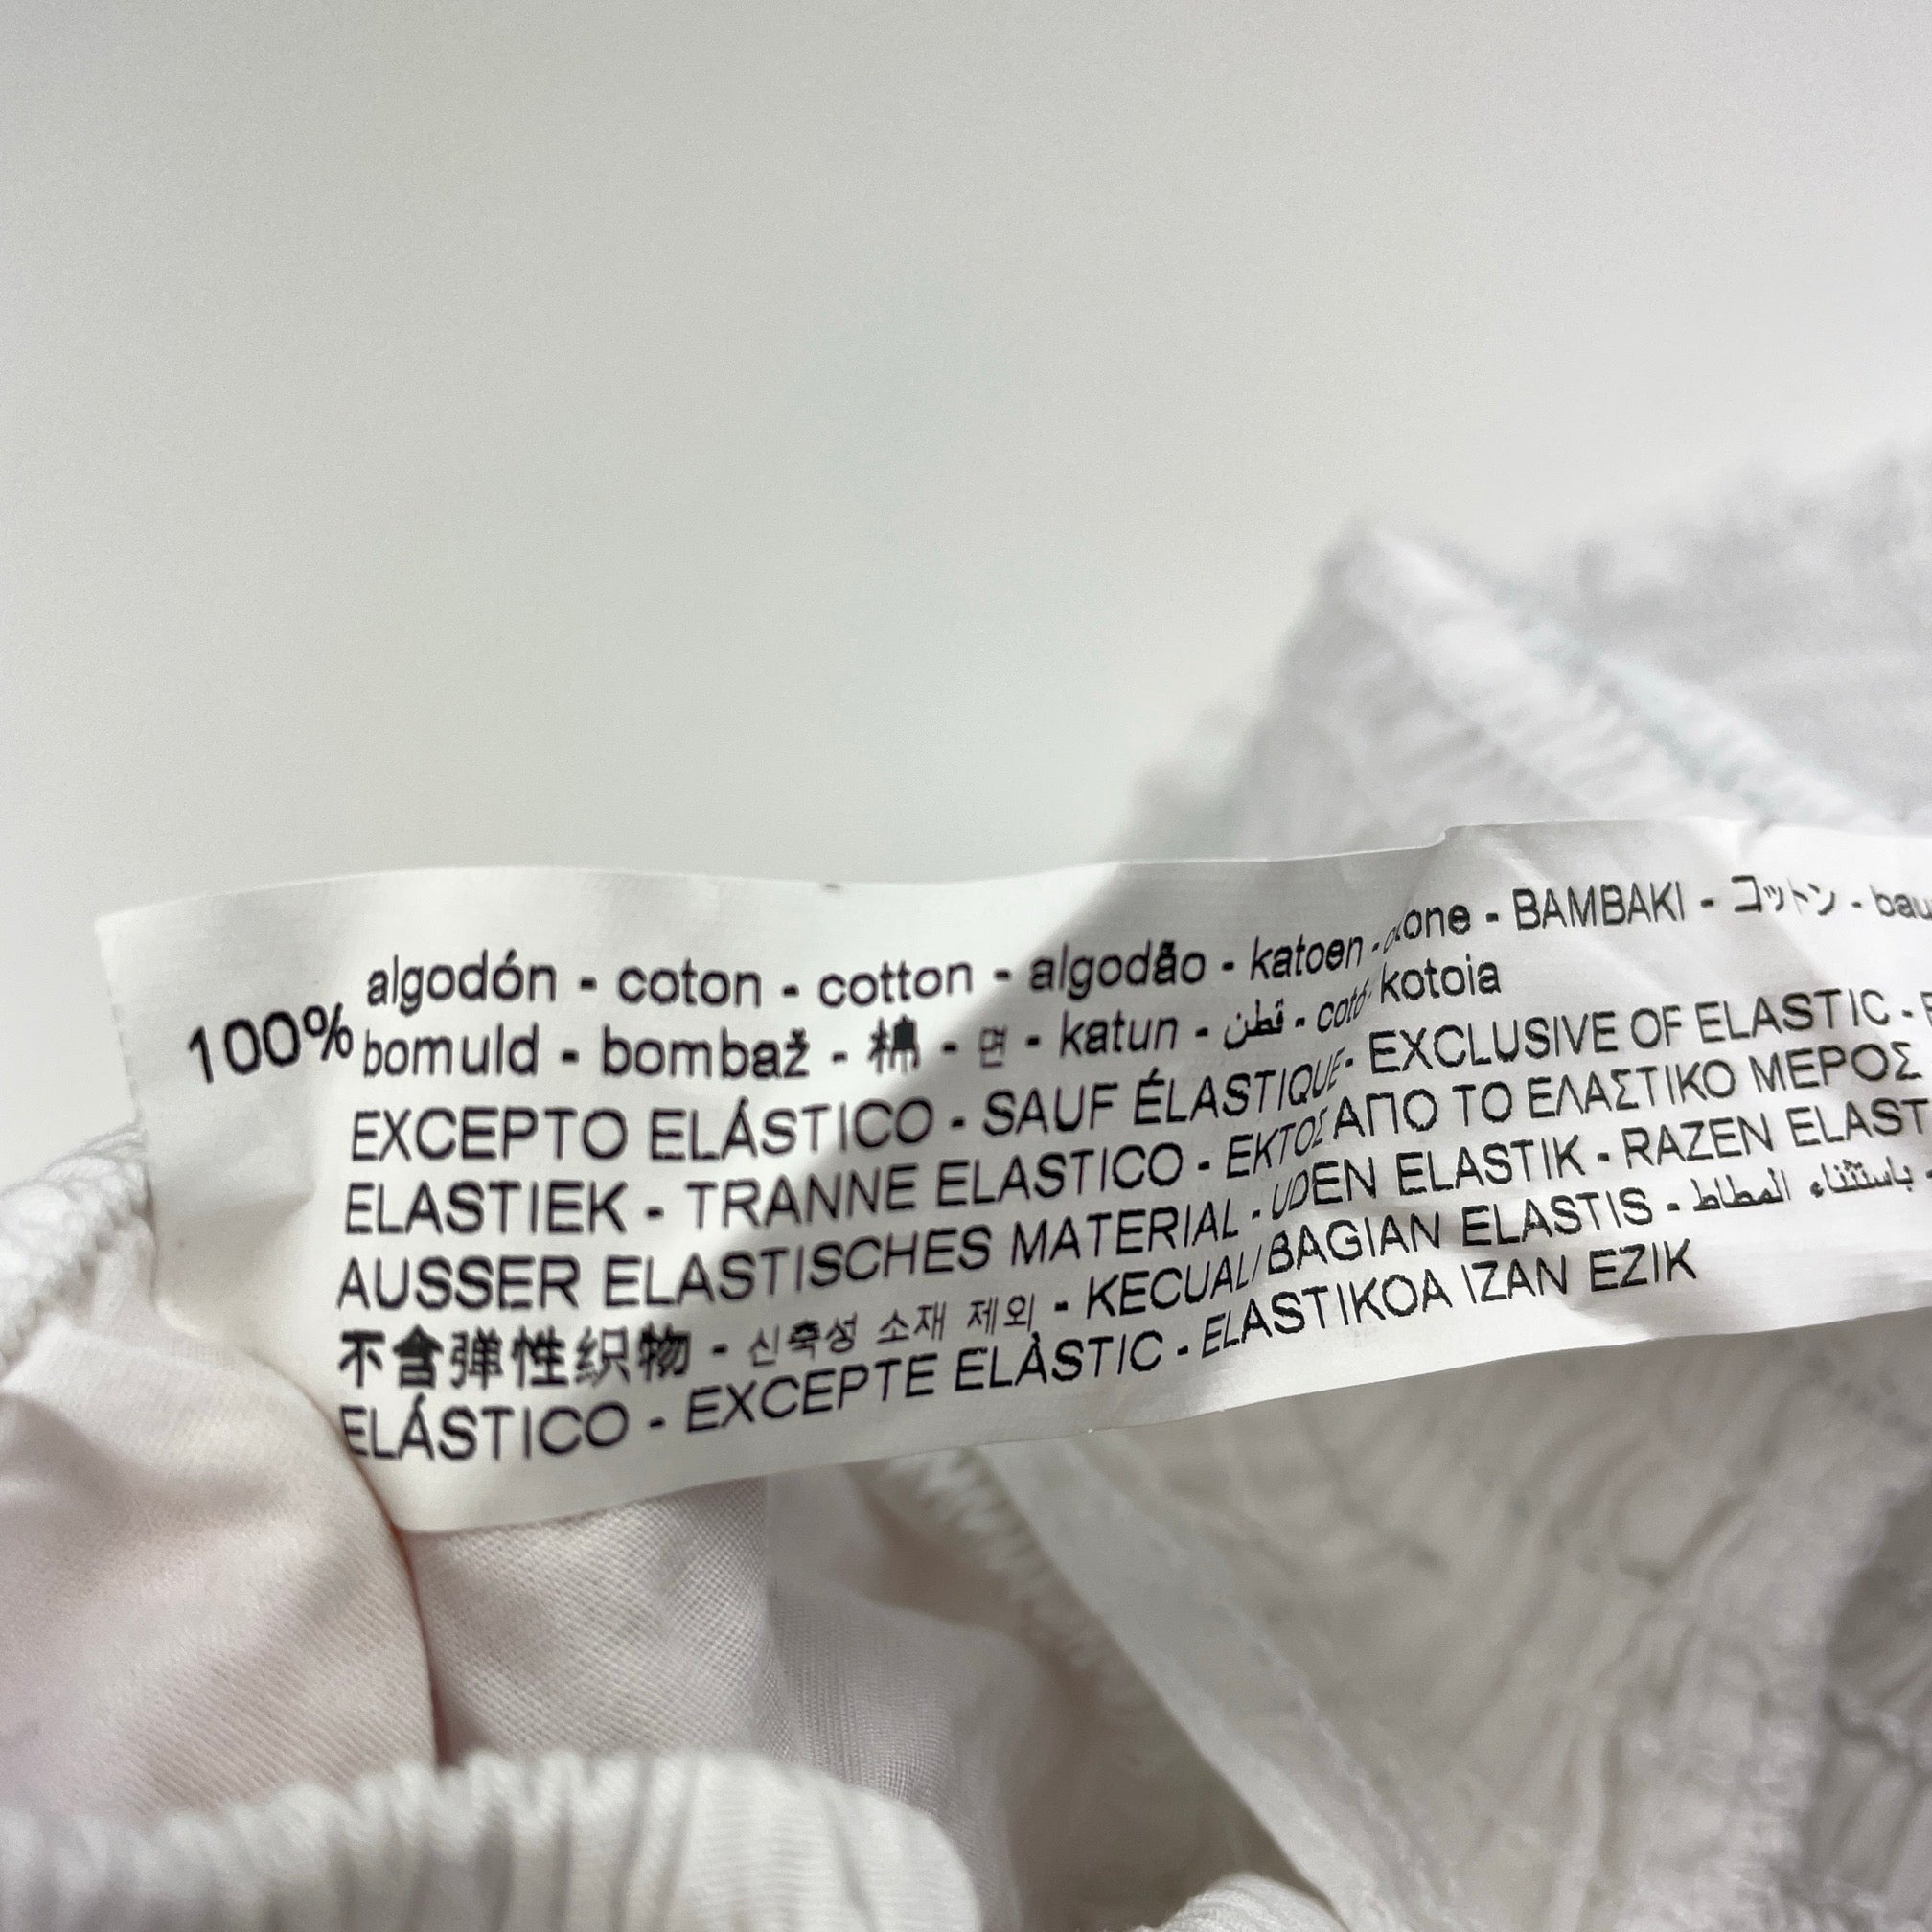 100% algodón - coton - cotton - algodão - katoen - one - BAMBAKI - コットン - bau
bomuld - bombaž - 棉 - 면 - katun - قطن - cotó kotoia
EXCEPTO ELÁSTICO - SAUF ÉLASTIQUE - EXCLUSIVE OF ELASTIC -
ELASTIEK - TRANNE ELASTICO - ΕΚΤΟΣ ΑΠΟ ΤΟ ΕΛΑΣΤΙΚΟ ΜΕΡΟΣ
AUSSER ELASTISCHES MATERIAL - UDEN ELASTIK - RAZEN ELAST
不含弹性织物 - 신축성 소재 제외 - KECUALI BAGIAN ELASTIS - باستثناء المطاط -
ELÁSTICO - EXCEPTE ELÀSTIC - ELASTIKOA IZAN EZIK